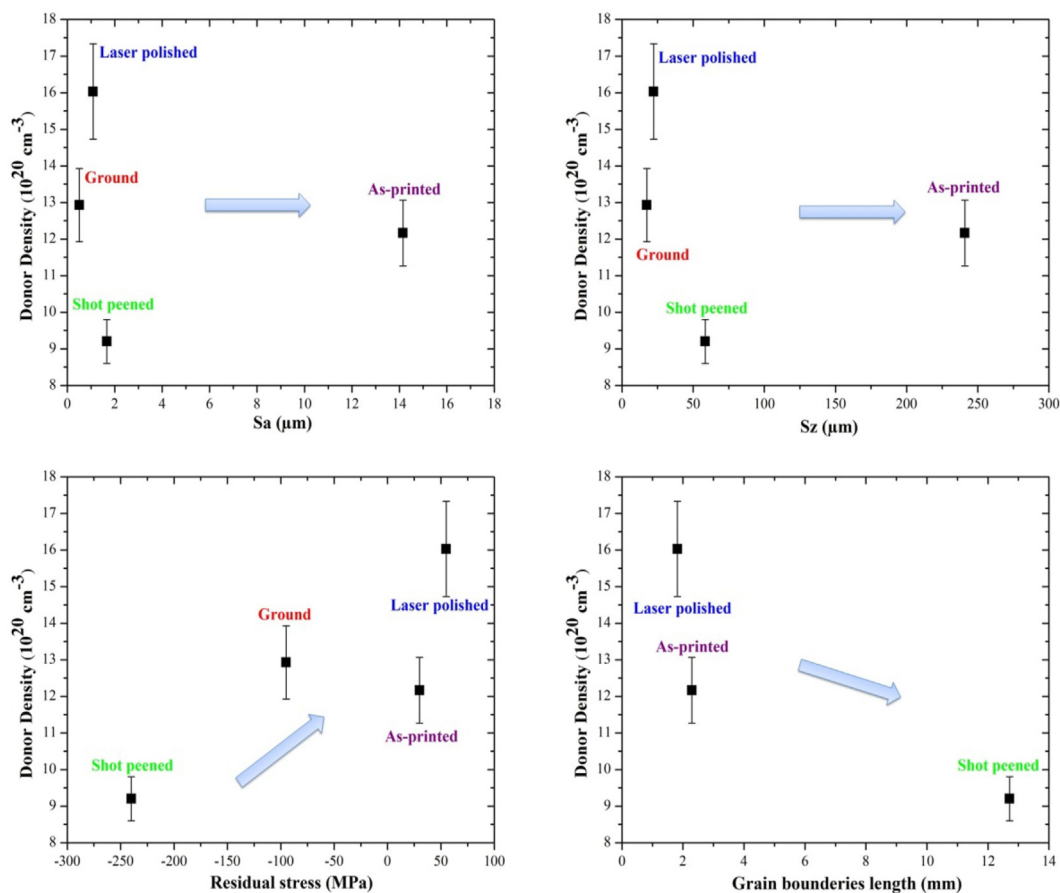 18
17
16
15
14
13
12
11
10
9
8
Donor Density (10^20 cm^-3)
Laser polished
Ground
As-printed
Shot peened
0 2 4 6 8 10 12 14 16 18
Sa (µm)
18
17
16
15
14
13
12
11
10
9
8
Donor Density (10^20 cm^-3)
Laser polished
As-printed
Ground
Shot peened
0 50 100 150 200 250 300
Sz (µm)
18
17
16
15
14
13
12
11
10
9
8
Donor Density (10^20 cm^-3)
Laser polished
Ground
As-printed
Shot peened
-300 -250 -200 -150 -100 -50 0 50 100
Residual stress (MPa)
18
17
16
15
14
13
12
11
10
9
8
Donor Density (10^20 cm^-3)
Laser polished
As-printed
Shot peened
0 2 4 6 8 10 12 14
Grain bounderies length (mm)